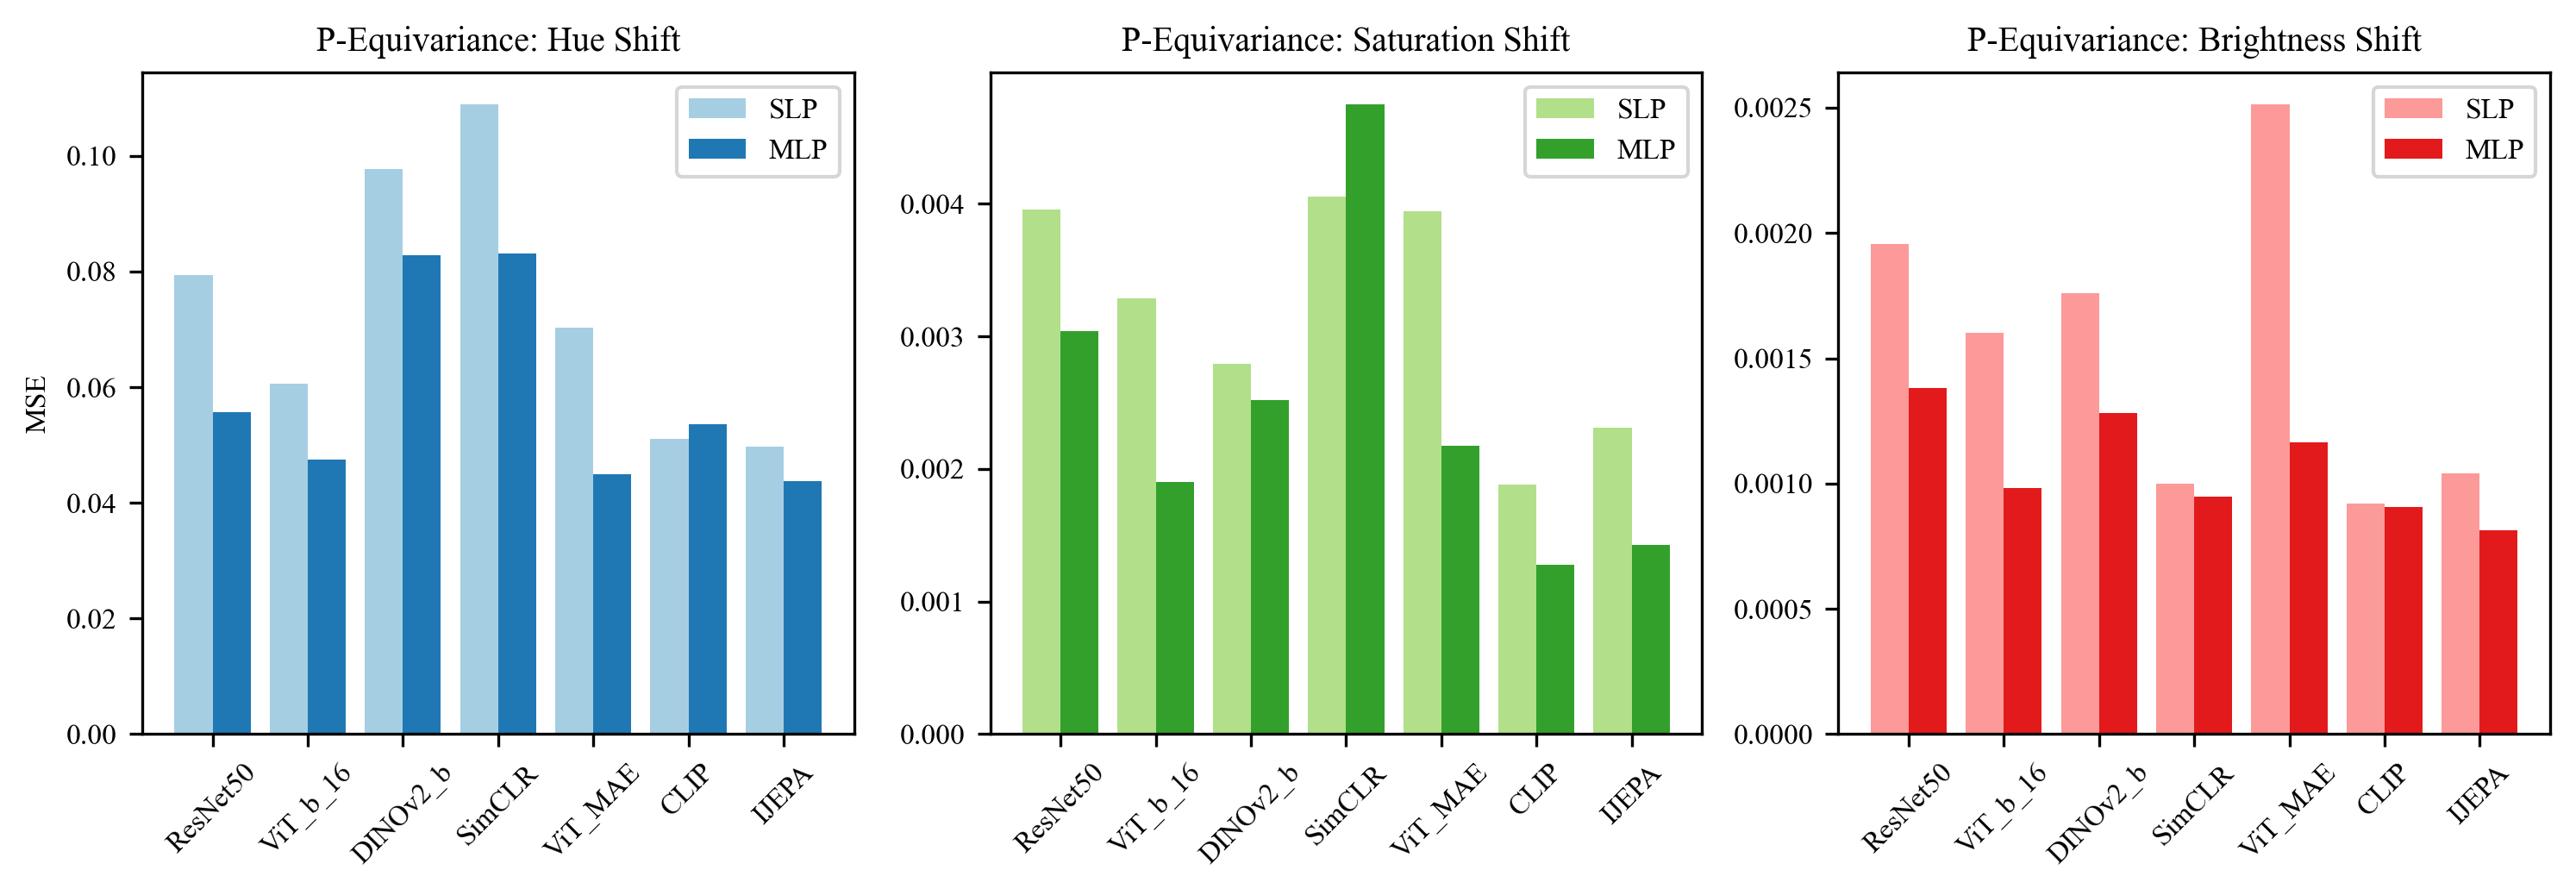 P-Equivariance: Hue Shift
SLP
MLP
MSE
0.10
0.08
0.06
0.04
0.02
0.00
ResNet50
ViT_b_16
DINOv2_b
SimCLR
ViT_MAE
CLIP
IJEPA
P-Equivariance: Saturation Shift
SLP
MLP
0.004
0.003
0.002
0.001
0.000
ResNet50
ViT_b_16
DINOv2_b
SimCLR
ViT_MAE
CLIP
IJEPA
P-Equivariance: Brightness Shift
SLP
MLP
0.0025
0.0020
0.0015
0.0010
0.0005
0.0000
ResNet50
ViT_b_16
DINOv2_b
SimCLR
ViT_MAE
CLIP
IJEPA